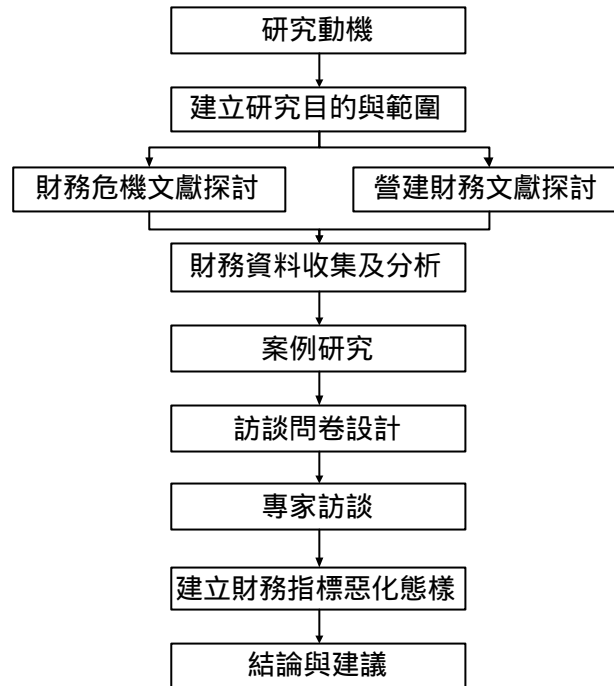 研究動機
建立研究目的與範圍
財務危機文獻探討
營建財務文獻探討
財務資料收集及分析
案例研究
訪談問卷設計
專家訪談
建立財務指標惡化態樣
結論與建議